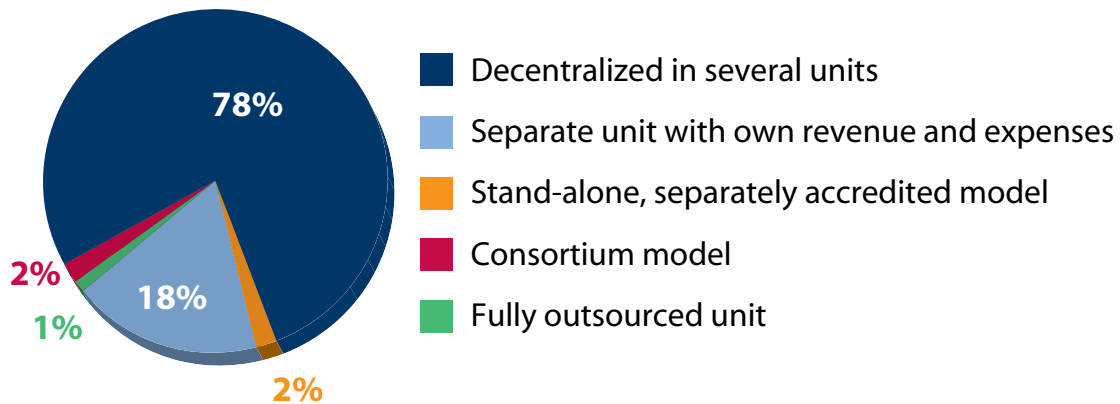 78%
18%
2%
1%
2%
Decentralized in several units
Separate unit with own revenue and expenses
Stand-alone, separately accredited model
Consortium model
Fully outsourced unit